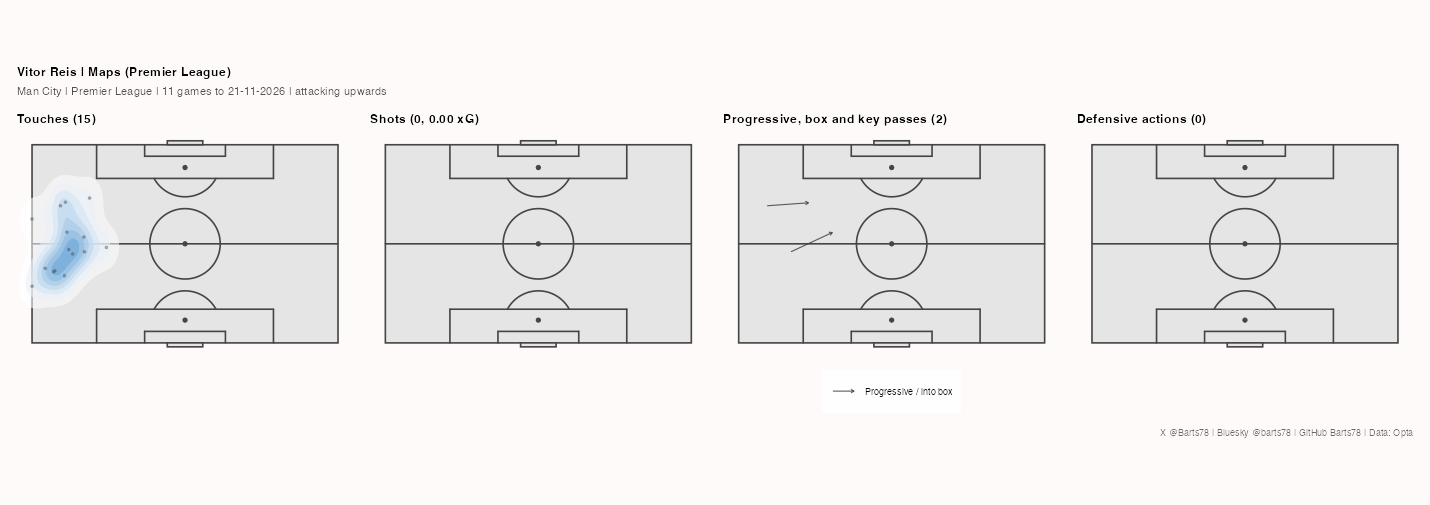 Vitor Reis | Maps (Premier League)
Man City | Premier League | 11 games to 21-11-2026 | attacking upwards
Touches (15)
Shots (0, 0.00 xG)
Progressive, box and key passes (2)
Defensive actions (0)
Progressive / into box
X @Barts78 | Bluesky @barts78 | GitHub Barts78 | Data: Opta